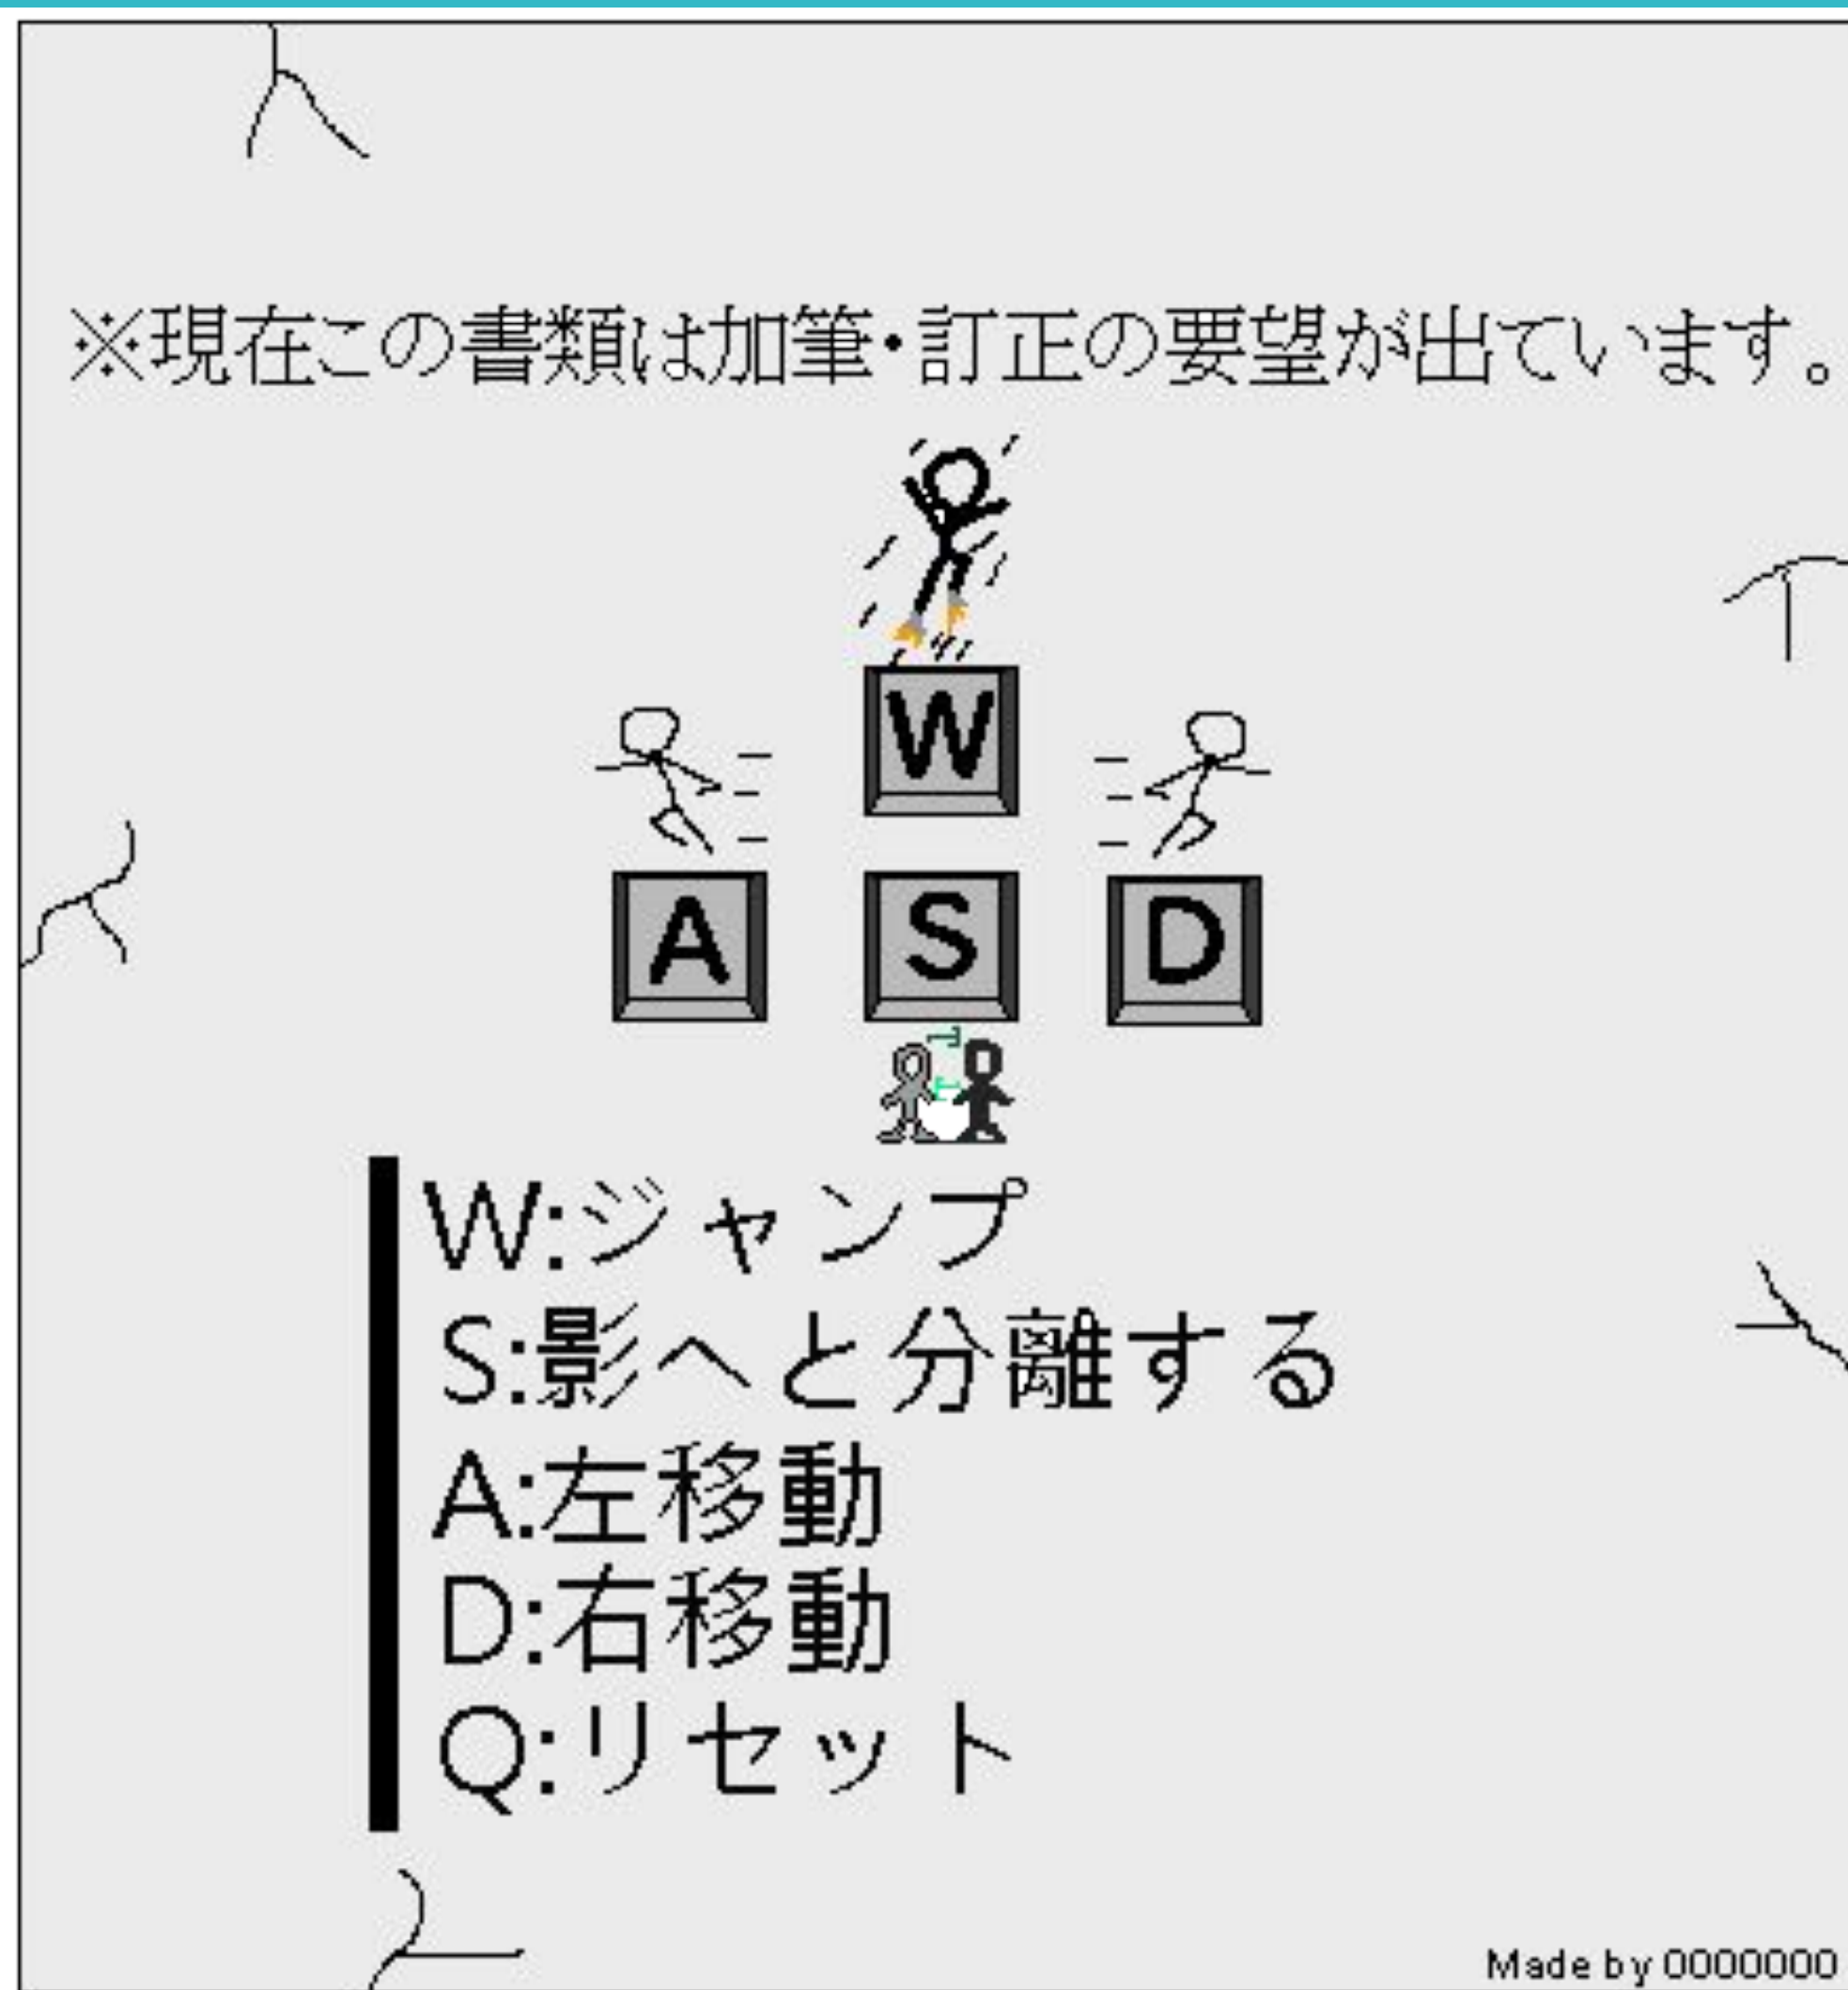 ※現在この書類は加筆・訂正の要望が出ています。
W
A S D
W:ジャンプ
S:影へと分離する
A:左移動
D:右移動
Q:リセット
Made by 0000000